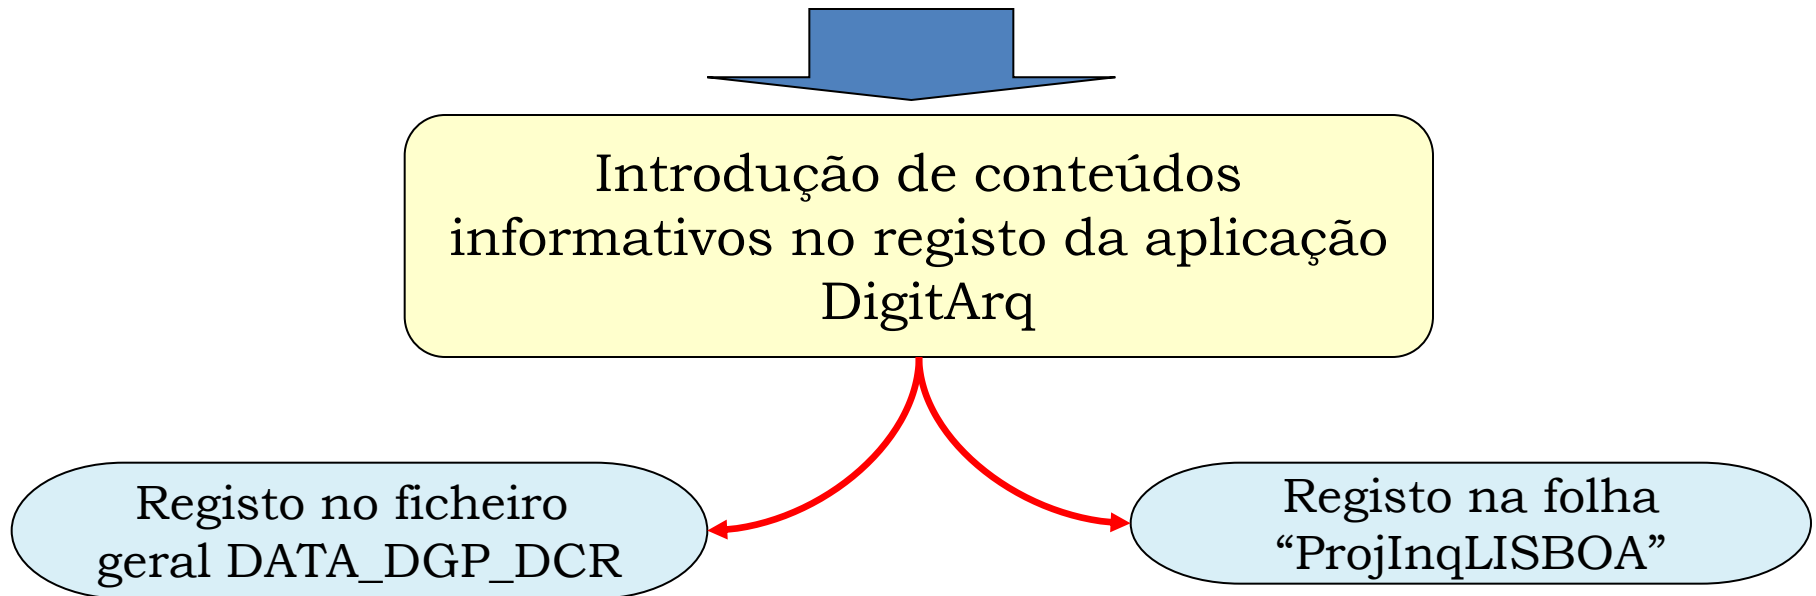 Introdução de conteúdos
informativos no registo da aplicação
DigitArq
Registo no ficheiro
geral DATA_DGP_DCR
Registo na folha
“ProjInqLISBOA”